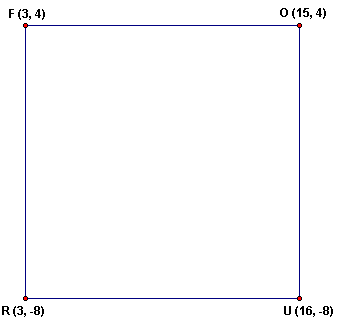 F (3, 4)
O (15, 4)
R (3, -8)
U (16, -8)